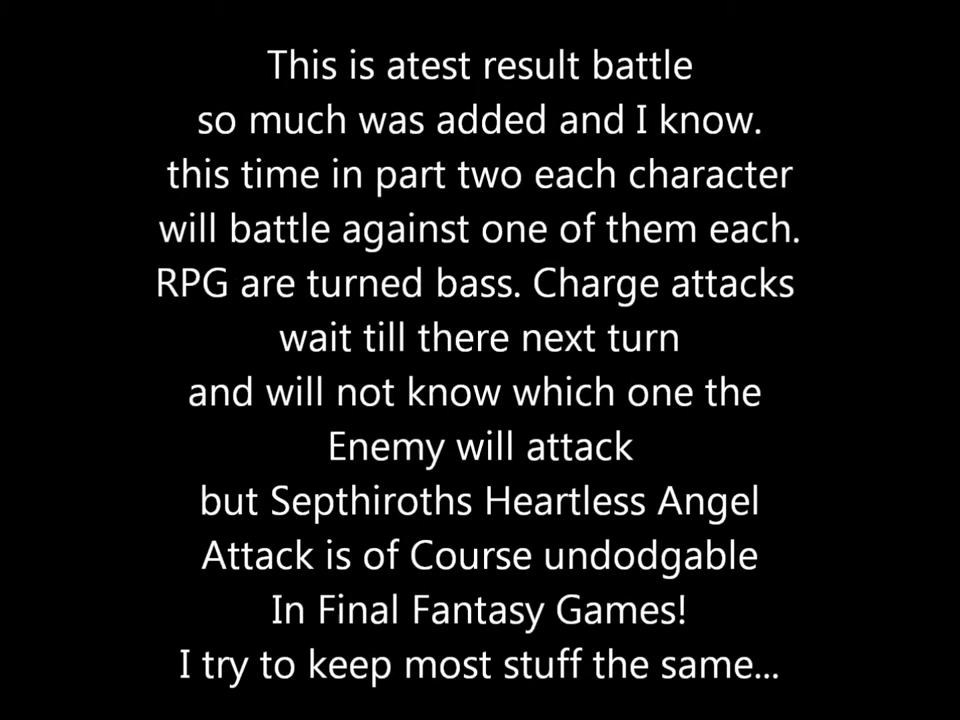 This is atest result battle
so much was added and I know.
this time in part two each character
will battle against one of them each.
RPG are turned bass. Charge attacks
wait till there next turn
and will not know which one the
Enemy will attack
but Septhiroths Heartless Angel
Attack is of Course undodgable
In Final Fantasy Games!
I try to keep most stuff the same...